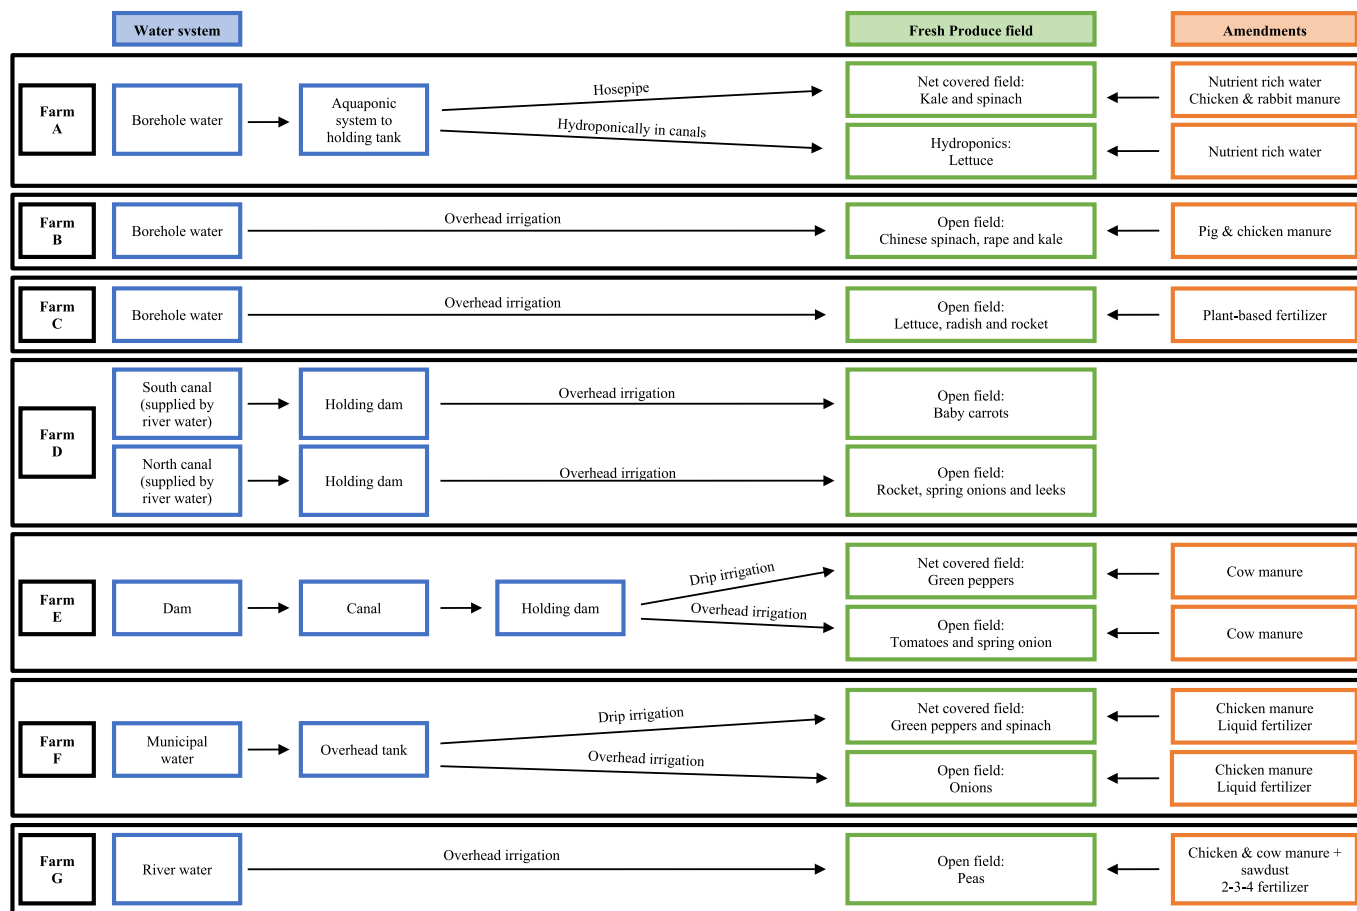 Water system
Fresh Produce field
Amendments
Farm
A
Borehole water
Aquaponic
system to
holding tank
Hosepipe
Hydroponically in canals
Net covered field:
Kale and spinach
Nutrient rich water
Chicken & rabbit manure
Hydroponics:
Lettuce
Nutrient rich water
Farm
B
Borehole water
Overhead irrigation
Open field:
Chinese spinach, rape and kale
Pig & chicken manure
Farm
C
Borehole water
Overhead irrigation
Open field:
Lettuce, radish and rocket
Plant-based fertilizer
Farm
D
South canal
(supplied by
river water)
Holding dam
Overhead irrigation
Open field:
Baby carrots
North canal
(supplied by
river water)
Holding dam
Overhead irrigation
Open field:
Rocket, spring onions and leeks
Farm
E
Dam
Canal
Holding dam
Drip irrigation
Overhead irrigation
Net covered field:
Green peppers
Cow manure
Open field:
Tomatoes and spring onion
Cow manure
Farm
F
Municipal
water
Overhead tank
Drip irrigation
Overhead irrigation
Net covered field:
Green peppers and spinach
Chicken manure
Liquid fertilizer
Open field:
Onions
Chicken manure
Liquid fertilizer
Farm
G
River water
Overhead irrigation
Open field:
Peas
Chicken & cow manure +
sawdust
2-3-4 fertilizer